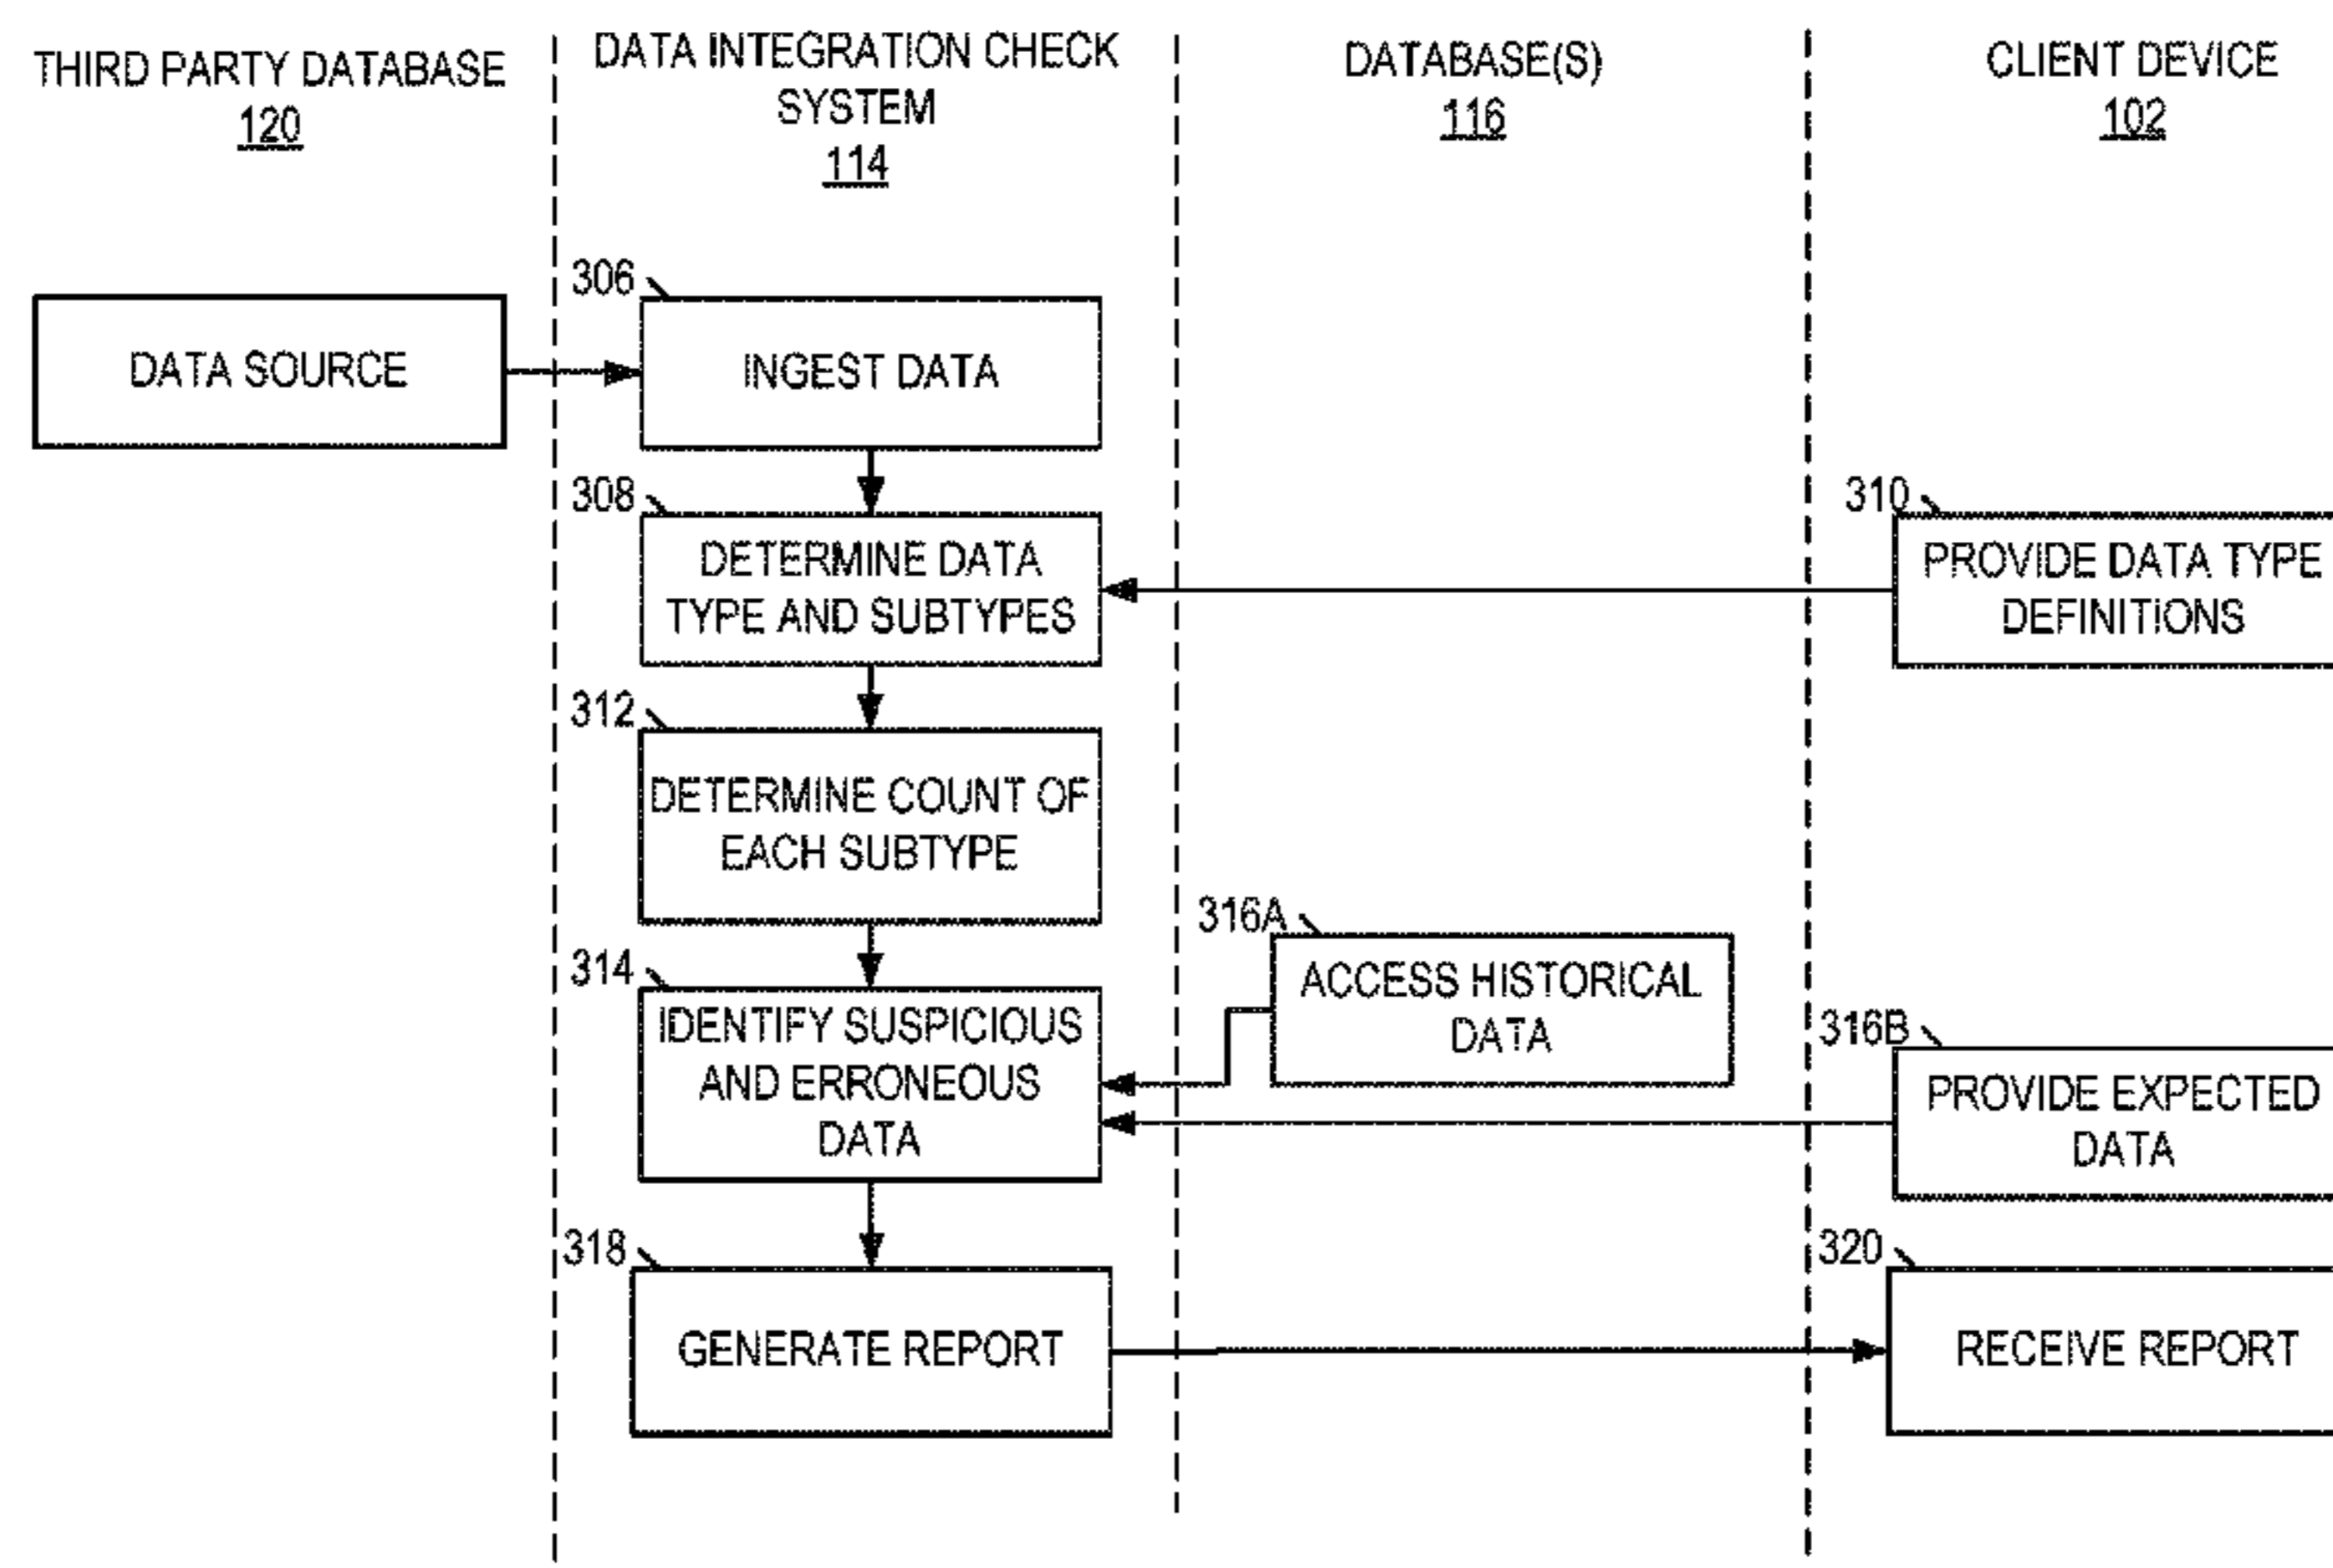 THIRD PARTY DATABASE
120
DATA INTEGRATION CHECK
SYSTEM
114
DATABASE(S)
116
CLIENT DEVICE
102
DATA SOURCE
306
INGEST DATA
308
DETERMINE DATA
TYPE AND SUBTYPES
310
PROVIDE DATA TYPE
DEFINITIONS
312
DETERMINE COUNT OF
EACH SUBTYPE
314
IDENTIFY SUSPICIOUS
AND ERRONEOUS
DATA
316A
ACCESS HISTORICAL
DATA
316B
PROVIDE EXPECTED
DATA
318
GENERATE REPORT
320
RECEIVE REPORT